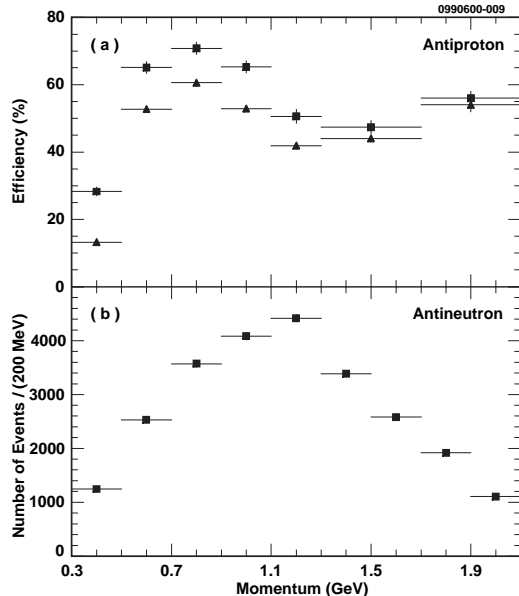 0990600-009
80
( a )
Antiproton
60
40
20
0
Efficiency (%)
( b )
Antineutron
4000
3000
2000
1000
0
Number of Events / (200 MeV)
0.3
0.7
1.1
1.5
1.9
Momentum (GeV)